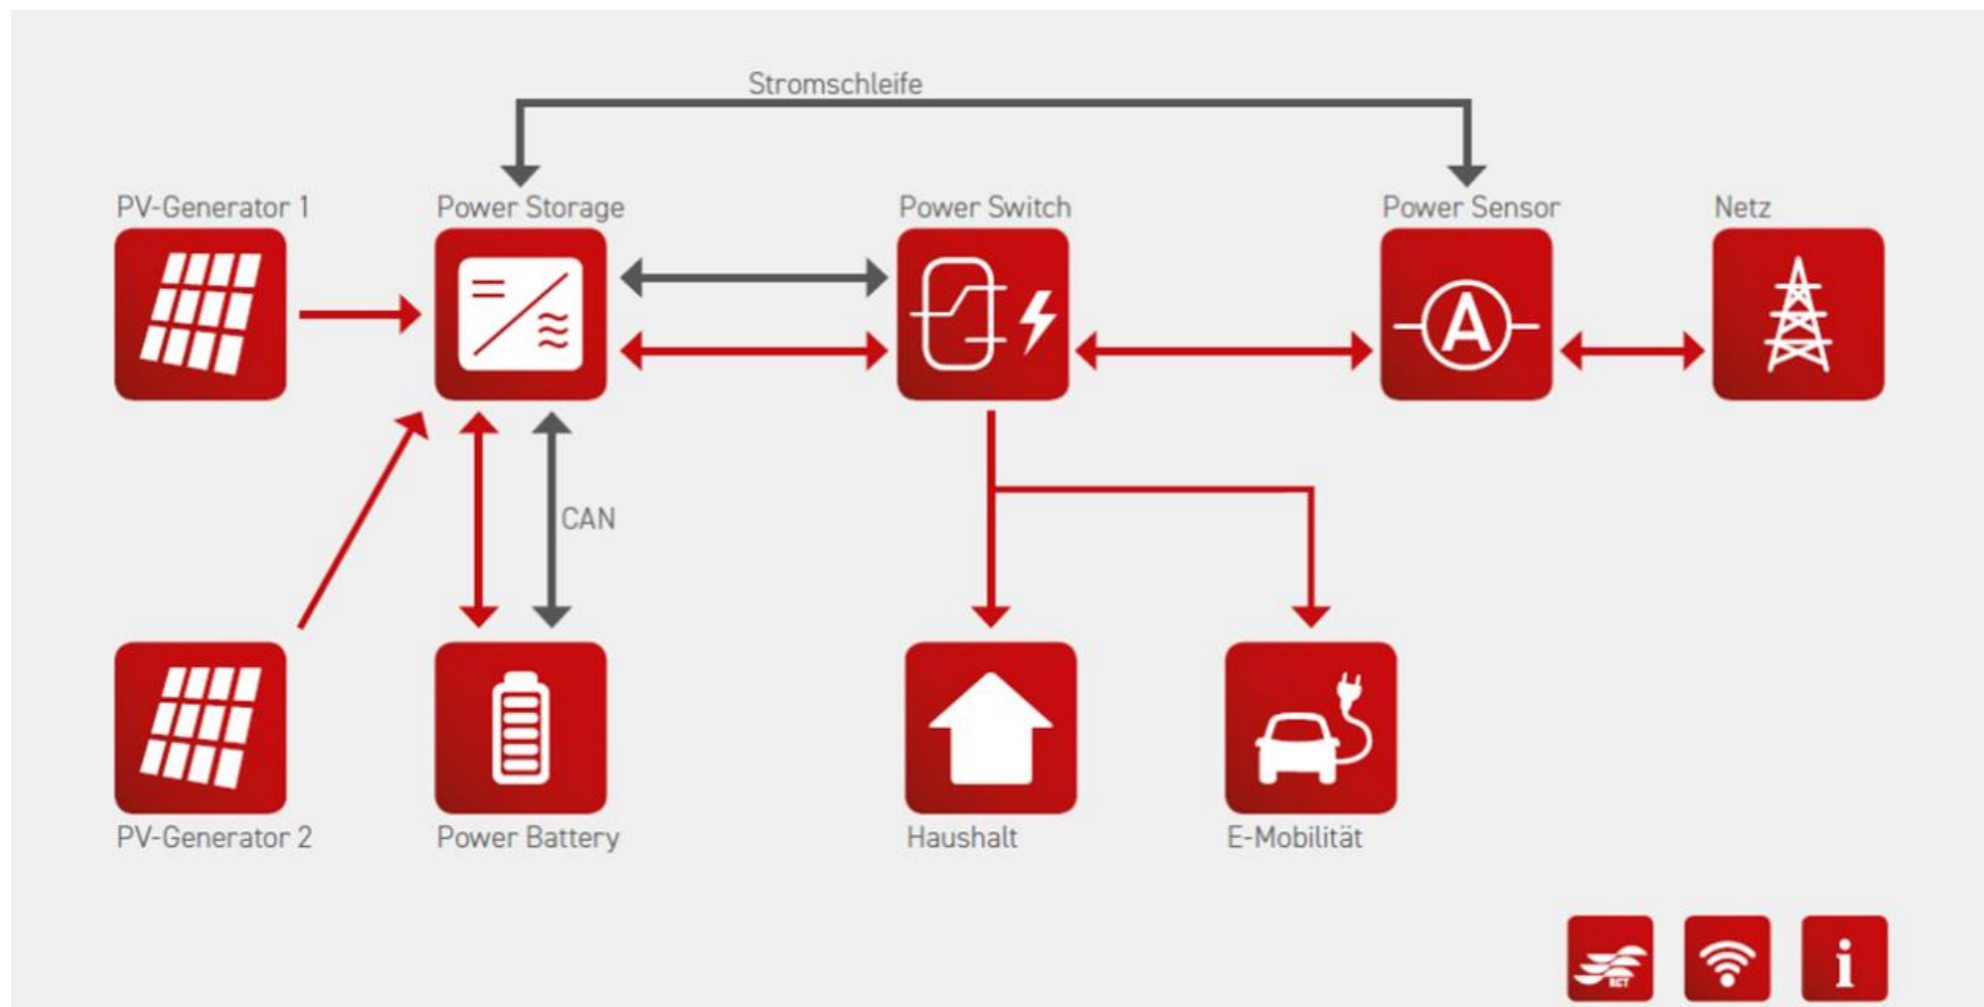 Stromschleife
PV-Generator 1
Power Storage
Power Switch
Power Sensor
Netz
A
CAN
PV-Generator 2
Power Battery
Haushalt
E-Mobilität
RCT
i